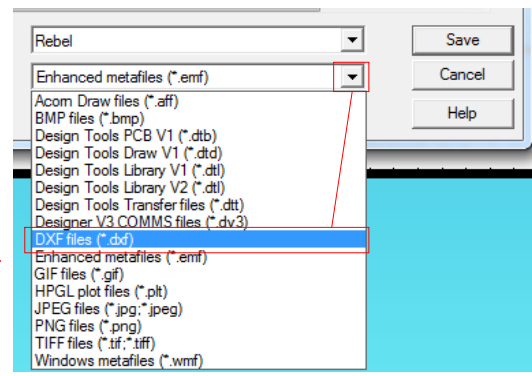 Rebel
Save
Enhanced metafiles (*.emf)
Cancel
Help
Acorn Draw files (*.aff)
BMP files (*.bmp)
Design Tools PCB V1 (*.dtb)
Design Tools Draw V1 (*.dtd)
Design Tools Library V1 (*.dtl)
Design Tools Library V2 (*.dtl)
Design Tools Transfer files (*.dtt)
Designer V3 COMMS files (*.dv3)
DXF files (*.dxf)
Enhanced metafiles (*.emf)
GIF files (*.gif)
HPGL plot files (*.plt)
JPEG files (*.jpg;*.jpeg)
PNG files (*.png)
TIFF files (*.tif;*.tiff)
Windows metafiles (*.wmf)